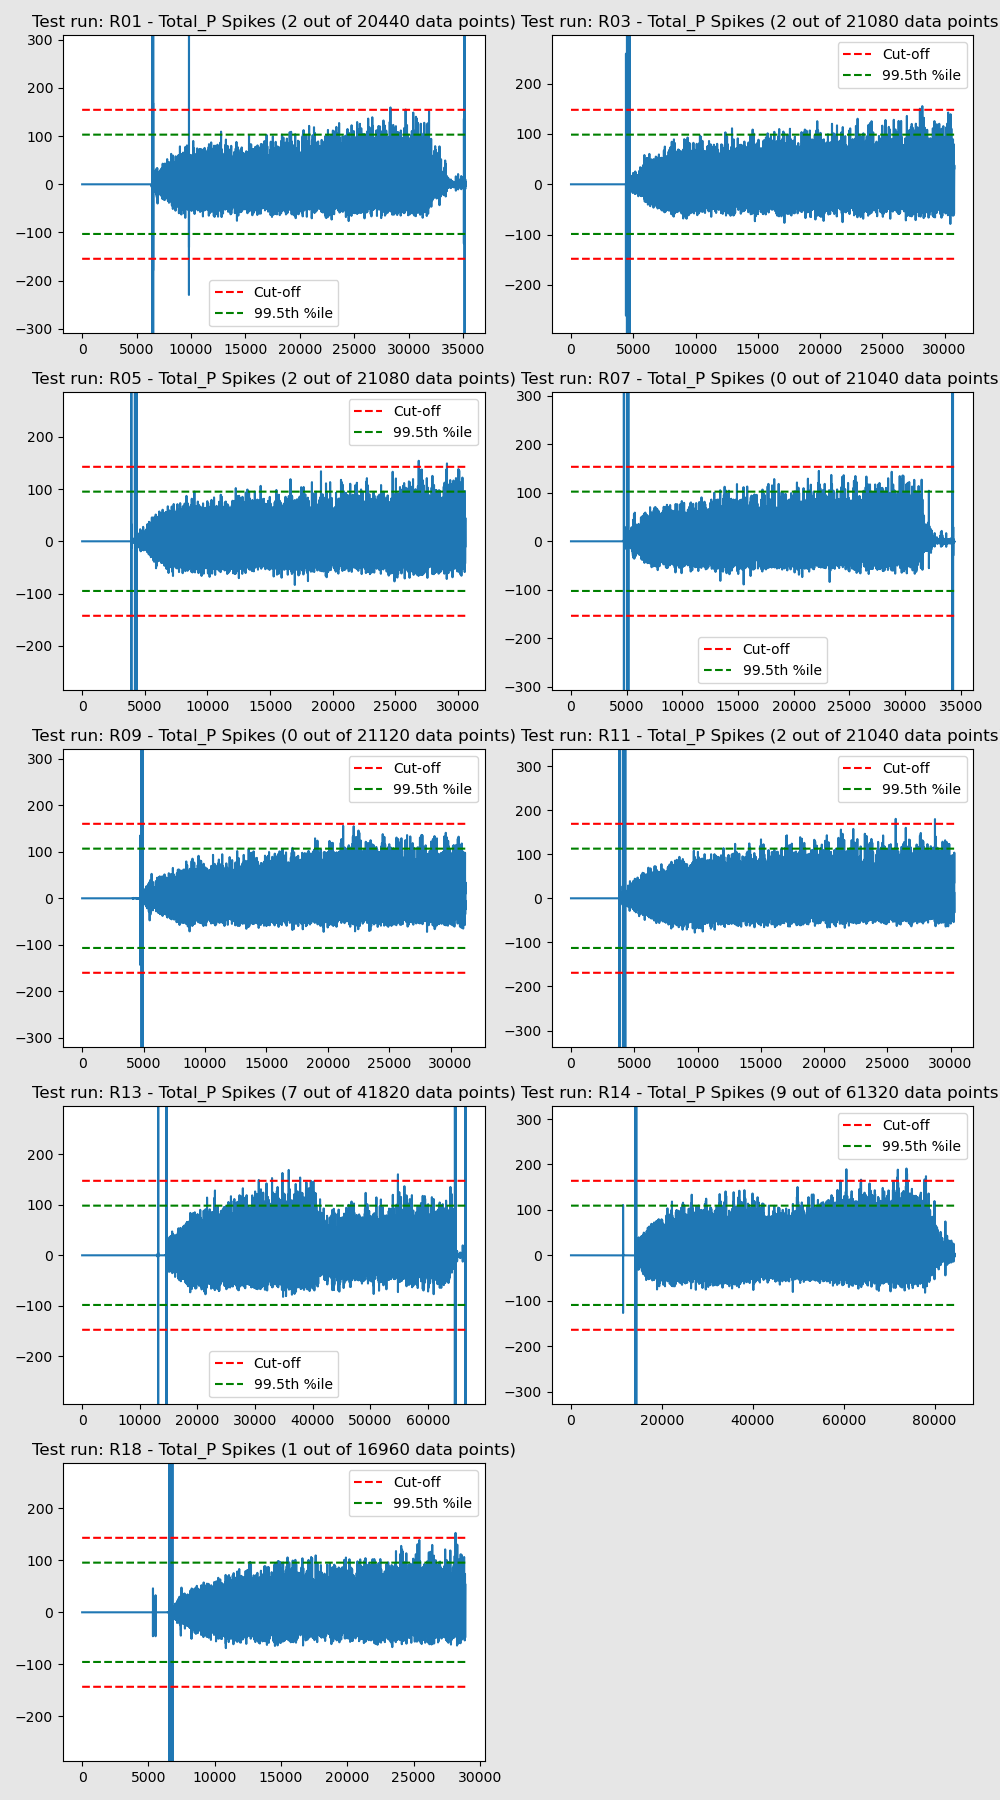 Test run: R01 - Total_P Spikes (2 out of 20440 data points)
300
200
100
0
−100
−200
−300
Cut-off
99.5th %ile
0 5000 10000 15000 20000 25000 30000 35000
Test run: R03 - Total_P Spikes (2 out of 21080 data points
200
100
0
−100
−200
Cut-off
99.5th %ile
0 5000 10000 15000 20000 25000 30000
Test run: R05 - Total_P Spikes (2 out of 21080 data points)
200
100
0
−100
−200
Cut-off
99.5th %ile
0 5000 10000 15000 20000 25000 30000
Test run: R07 - Total_P Spikes (0 out of 21040 data points
300
200
100
0
−100
−200
−300
Cut-off
99.5th %ile
0 5000 10000 15000 20000 25000 30000 35000
Test run: R09 - Total_P Spikes (0 out of 21120 data points)
300
200
100
0
−100
−200
−300
Cut-off
99.5th %ile
0 5000 10000 15000 20000 25000 30000
Test run: R11 - Total_P Spikes (2 out of 21040 data points
300
200
100
0
−100
−200
−300
Cut-off
99.5th %ile
0 5000 10000 15000 20000 25000 30000
Test run: R13 - Total_P Spikes (7 out of 41820 data points)
200
100
0
−100
−200
Cut-off
99.5th %ile
0 10000 20000 30000 40000 50000 60000
Test run: R14 - Total_P Spikes (9 out of 61320 data points
300
200
100
0
−100
−200
−300
Cut-off
99.5th %ile
0 20000 40000 60000 80000
Test run: R18 - Total_P Spikes (1 out of 16960 data points)
200
100
0
−100
−200
Cut-off
99.5th %ile
0 5000 10000 15000 20000 25000 30000